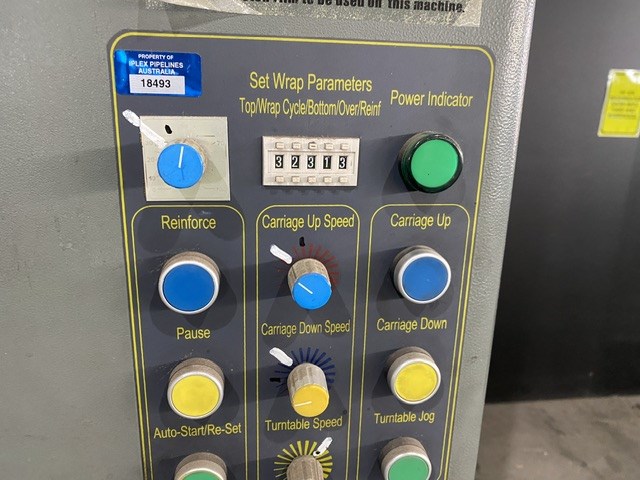 to be used on this machine.
PROPERTY OF
IPLEX PIPELINES
AUSTRALIA
18493
Set Wrap Parameters
Top/Wrap Cycle/Bottom/Over/Reinf
Power Indicator
3 2 3 1 3
Reinforce
Carriage Up Speed
Carriage Up
Pause
Carriage Down Speed
Carriage Down
Auto-Start/Re-Set
Turntable Speed
Turntable Jog